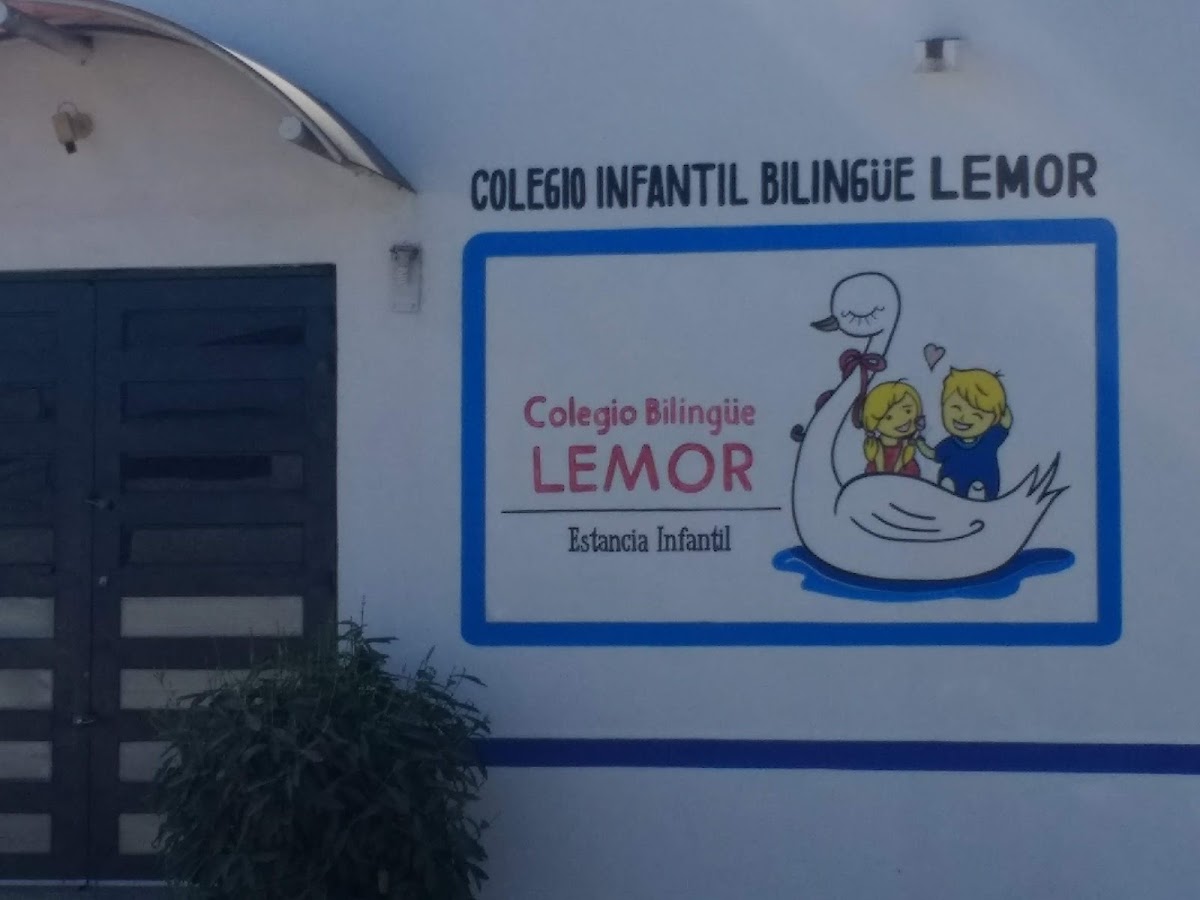 COLEGIO INFANTIL BILINGÜE LEMOR
Colegio Bilingüe
LEMOR
Estancia Infantil